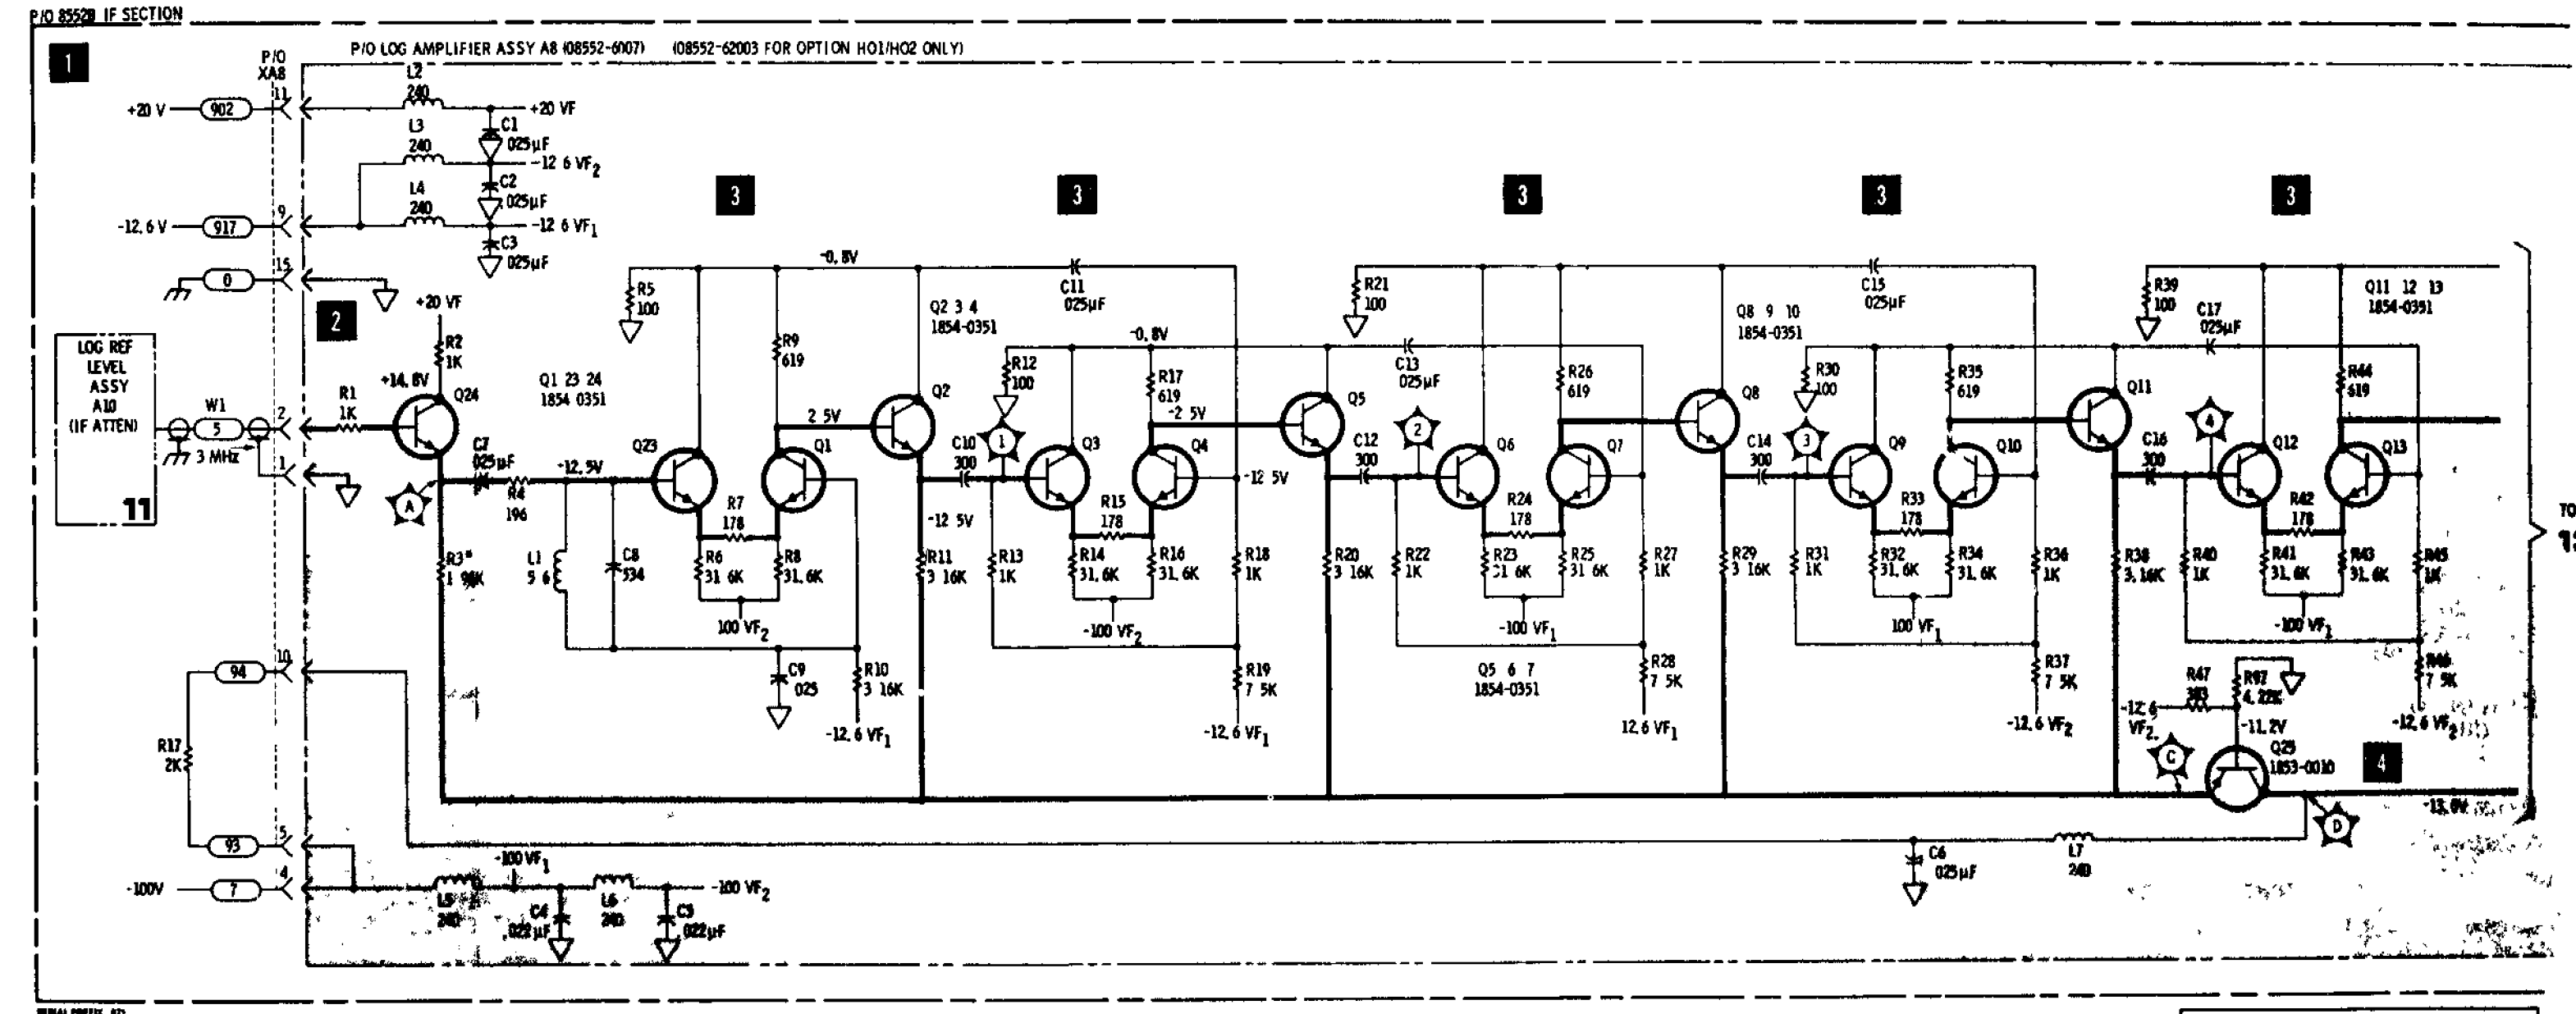 P/O 8552B IF SECTION
1
P/O LOG AMPLIFIER ASSY A8 (08552-6007) (08552-62003 FOR OPTION HO1/HO2 ONLY)
P/O
XA8
L2
240
11
+20 V
902
+20 VF
C1
025µF
L3
240
-12 6 VF2
C2
.025µF
L4
240
9
-12.6 V
917
-12 6 VF1
C3
025µF
15
0
3
3
3
3
3
2
LOG REF
LEVEL
ASSY
A10
(IF ATTEN)
11
W1
5
3 MHz
2
1
R1
1K
+20 VF
R2
1K
+14.8V
Q24
Q1 23 24
1854 0351
A
C7
025µF
R4
196
-12.5V
R3*
L1
5 6
C8
534
Q23
R5
100
-0.8V
R9
619
2 5V
Q1
R7
178
R6
31 6K
R8
31.6K
100 VF2
C9
025
R10
3 16K
-12.6 VF1
Q2
Q2 3 4
1854-0351
C11
025µF
C10
300
1
-12 5V
R11
3 16K
R12
100
-0.8V
R13
1K
Q3
R17
619
-2 5V
Q4
R15
178
R14
31.6K
R16
31.6K
-100 VF2
-12 5V
R18
1K
R19
7 5K
-12.6 VF1
Q5
C13
025µF
C12
300
2
R20
3 16K
R21
100
R22
1K
Q6
R26
619
Q7
R24
178
R23
31 6K
R25
31 6K
-100 VF1
Q5 6 7
1854-0351
R27
1K
R28
7 5K
12.6 VF1
Q8
Q8 9 10
1854-0351
C15
025µF
C14
300
3
R29
3 16K
R30
100
R31
1K
Q9
R35
619
Q10
R33
178
R32
31.6K
R34
31.6K
100 VF1
R36
1K
R37
7 5K
-12.6 VF2
Q11
C17
025µF
C16
300
4
R38
3.16K
R39
100
Q11 12 13
1854-0351
R40
1K
Q12
R44
619
Q13
R42
178
R41
31.6K
R43
31.6K
-100 VF1
R45
1K
R46
7 5K
-12.6 VF2
R47
383
R97
4.22K
-12.6
VF2
-11.2V
Q25
1853-0010
C
4
D
TO
10
94
R17
2K
5
93
4
-100V
7
L5
240
-100 VF1
C4
.022µF
L6
240
-100 VF2
C5
022µF
C6
025µF
L7
240